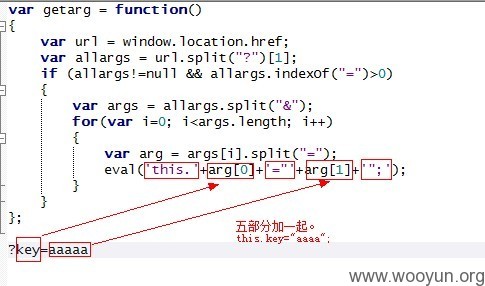 var getarg = function()
{
var url = window.location.href;
var allargs = url.split("?")[1];
if (allargs!=null && allargs.indexOf("=")>0)
{
var args = allargs.split("&");
for(var i=0; i<args.length; i++)
{
var arg = args[i].split("=");
eval('this.'+arg[0]+'="'+arg[1]+'";');
}
}
};
五部分加一起。
this.key="aaaa";
?key=aaaaa
www.wooyun.org